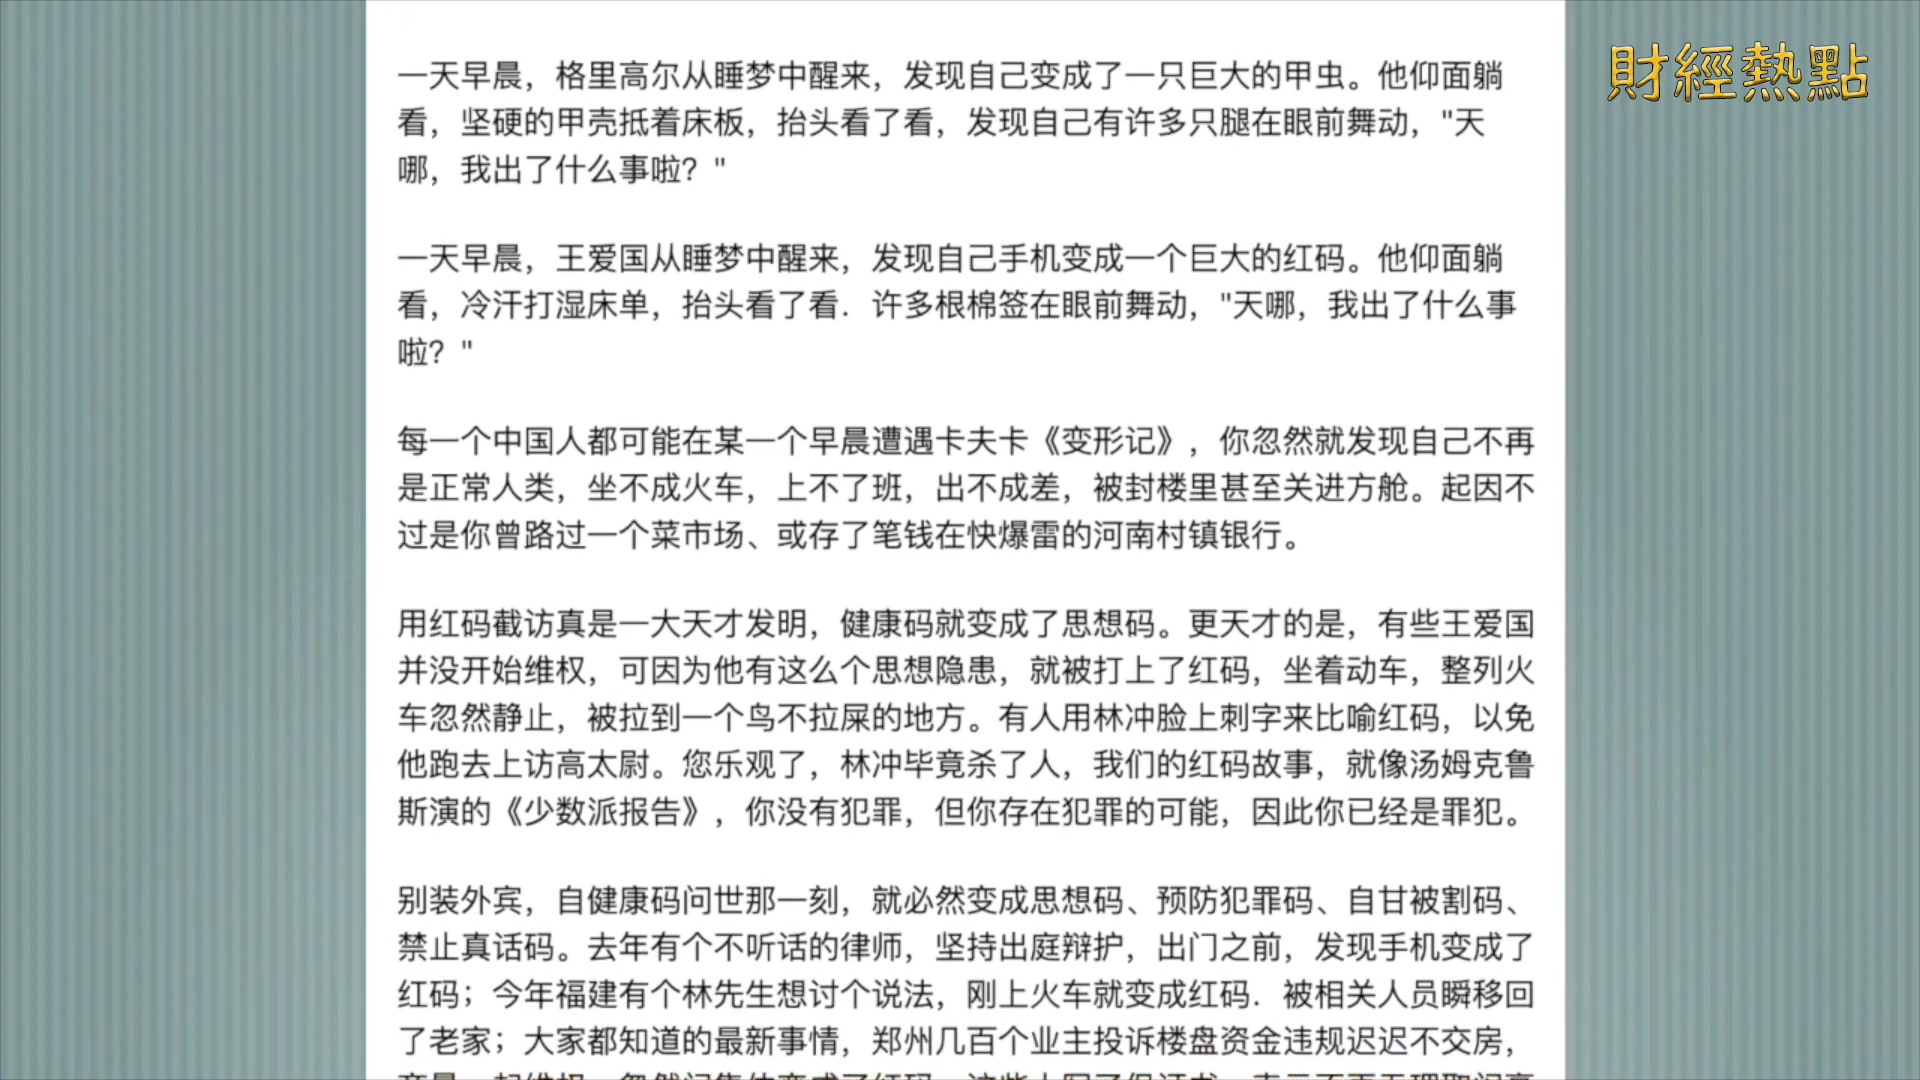 財經熱點
一天早晨，格里高尔从睡梦中醒来，发现自己变成了一只巨大的甲虫。他仰面躺
看，坚硬的甲壳抵着床板，抬头看了看，发现自己有许多只腿在眼前舞动，"天
哪，我出了什么事啦？"
一天早晨，王爱国从睡梦中醒来，发现自己手机变成一个巨大的红码。他仰面躺
看，冷汗打湿床单，抬头看了看．许多根棉签在眼前舞动，"天哪，我出了什么事
啦？"
每一个中国人都可能在某一个早晨遭遇卡夫卡《变形记》，你忽然就发现自己不再
是正常人类，坐不成火车，上不了班，出不成差，被封楼里甚至关进方舱。起因不
过是你曾路过一个菜市场、或存了笔钱在快爆雷的河南村镇银行。
用红码截访真是一大天才发明，健康码就变成了思想码。更天才的是，有些王爱国
并没开始维权，可因为他有这么个思想隐患，就被打上了红码，坐着动车，整列火
车忽然静止，被拉到一个鸟不拉屎的地方。有人用林冲脸上刺字来比喻红码，以免
他跑去上访高太尉。您乐观了，林冲毕竟杀了人，我们的红码故事，就像汤姆克鲁
斯演的《少数派报告》，你没有犯罪，但你存在犯罪的可能，因此你已经是罪犯。
别装外宾，自健康码问世那一刻，就必然变成思想码、预防犯罪码、自甘被割码、
禁止真话码。去年有个不听话的律师，坚持出庭辩护，出门之前，发现手机变成了
红码；今年福建有个林先生想讨个说法，刚上火车就变成红码．被相关人员瞬移回
了老家；大家都知道的最新事情，郑州几百个业主投诉楼盘资金违规迟迟不交房，